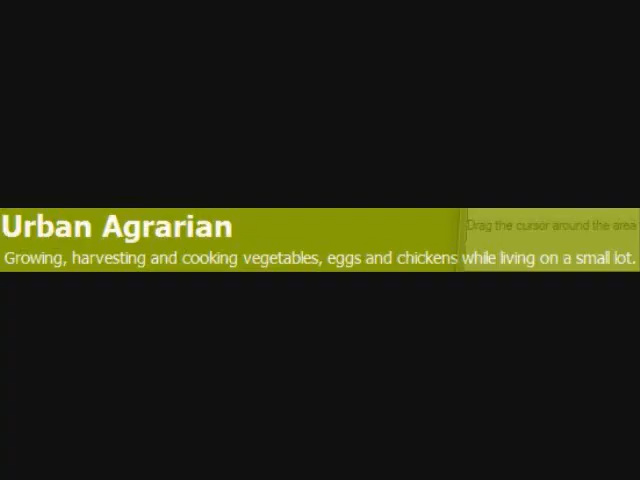 Urban Agrarian
Drag the cursor around the area
Growing, harvesting and cooking vegetables, eggs and chickens while living on a small lot.